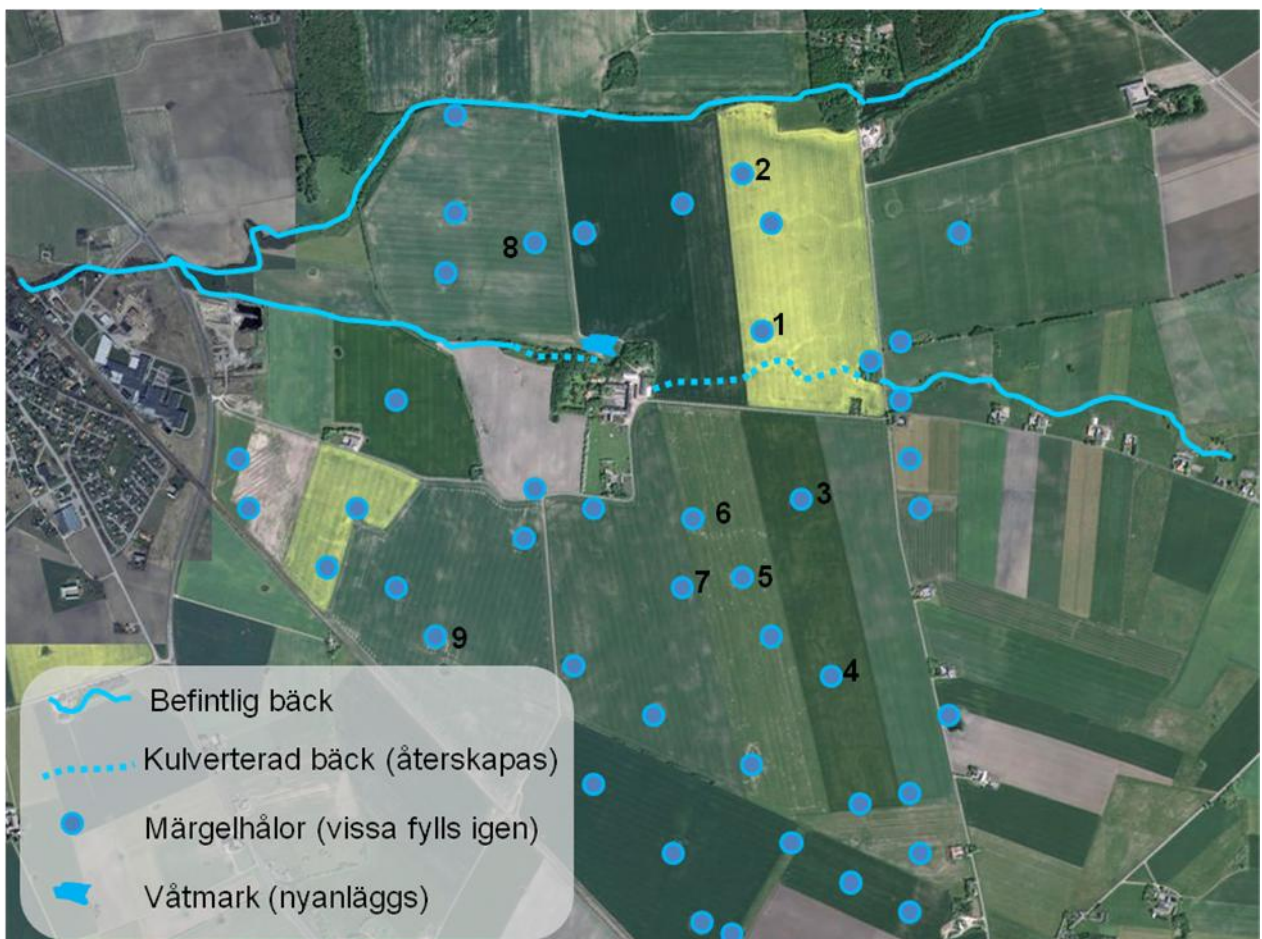 2
8
1
3
6
5
7
9
4
Befintlig bäck
Kulverterad bäck (återskapas)
Märgelhålor (vissa fylls igen)
Våtmark (nyanläggs)